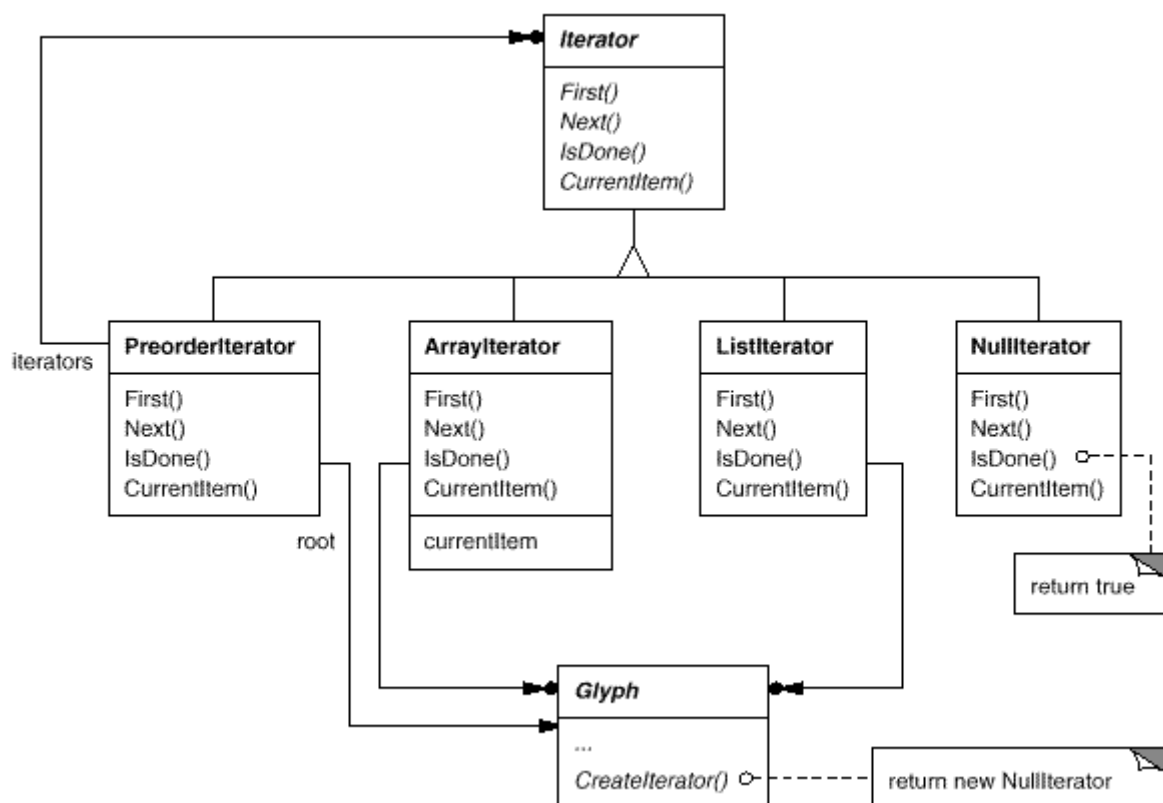 Iterator
First()
Next()
IsDone()
CurrentItem()
iterators
PreorderIterator
First()
Next()
IsDone()
CurrentItem()
root
ArrayIterator
First()
Next()
IsDone()
CurrentItem()
currentItem
ListIterator
First()
Next()
IsDone()
CurrentItem()
NullIterator
First()
Next()
IsDone()
CurrentItem()
return true
Glyph
...
CreateIterator()
return new NullIterator